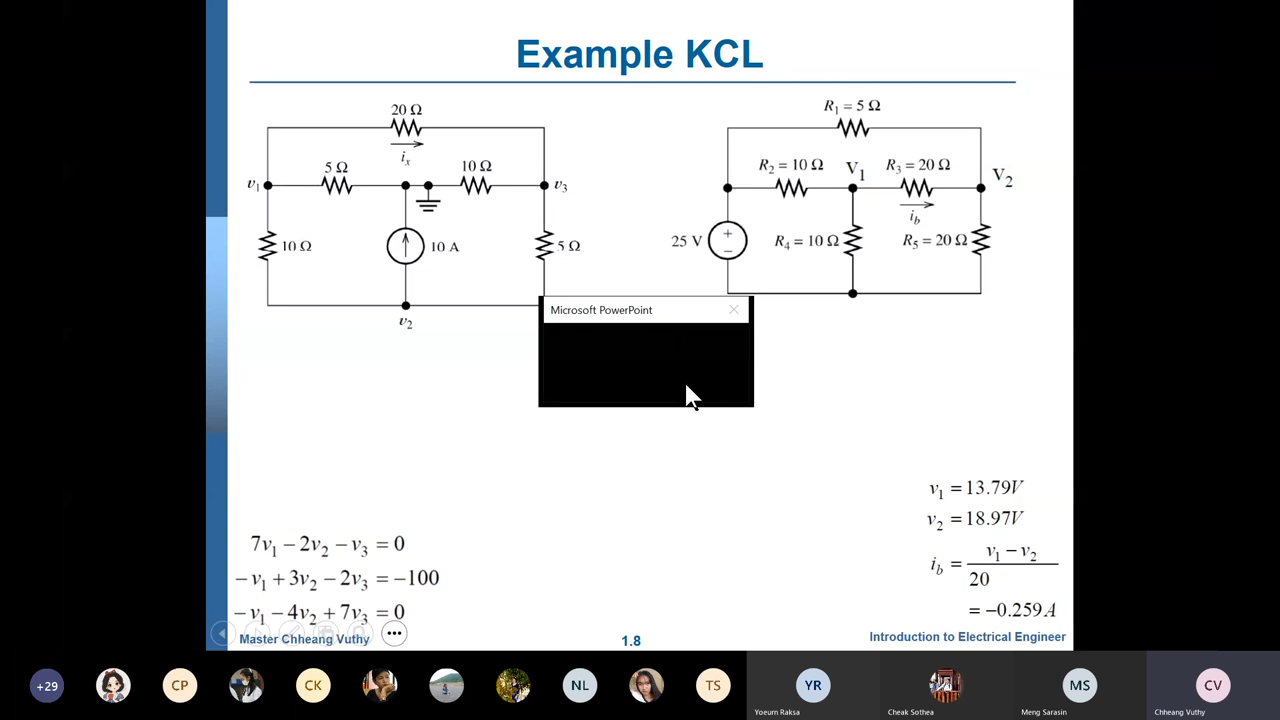 Example KCL
20 Ω
iₓ
5 Ω
10 Ω
v₁
v₃
10 Ω
10 A
5 Ω
v₂
R₁ = 5 Ω
R₂ = 10 Ω
V₁
R₃ = 20 Ω
V₂
i_b
25 V
+
−
R₄ = 10 Ω
R₅ = 20 Ω
Microsoft PowerPoint
7v₁ − 2v₂ − v₃ = 0
−v₁ + 3v₂ − 2v₃ = −100
−v₁ − 4v₂ + 7v₃ = 0
v₁ = 13.79V
v₂ = 18.97V
i_b = (v₁ − v₂)/20
= −0.259A
Master Chheang Vuthy
1.8
Introduction to Electrical Engineer
+29
CP
CK
NL
TS
YR
MS
CV
Yoeurn Raksa
Cheak Sothea
Meng Sarasin
Chheang Vuthy